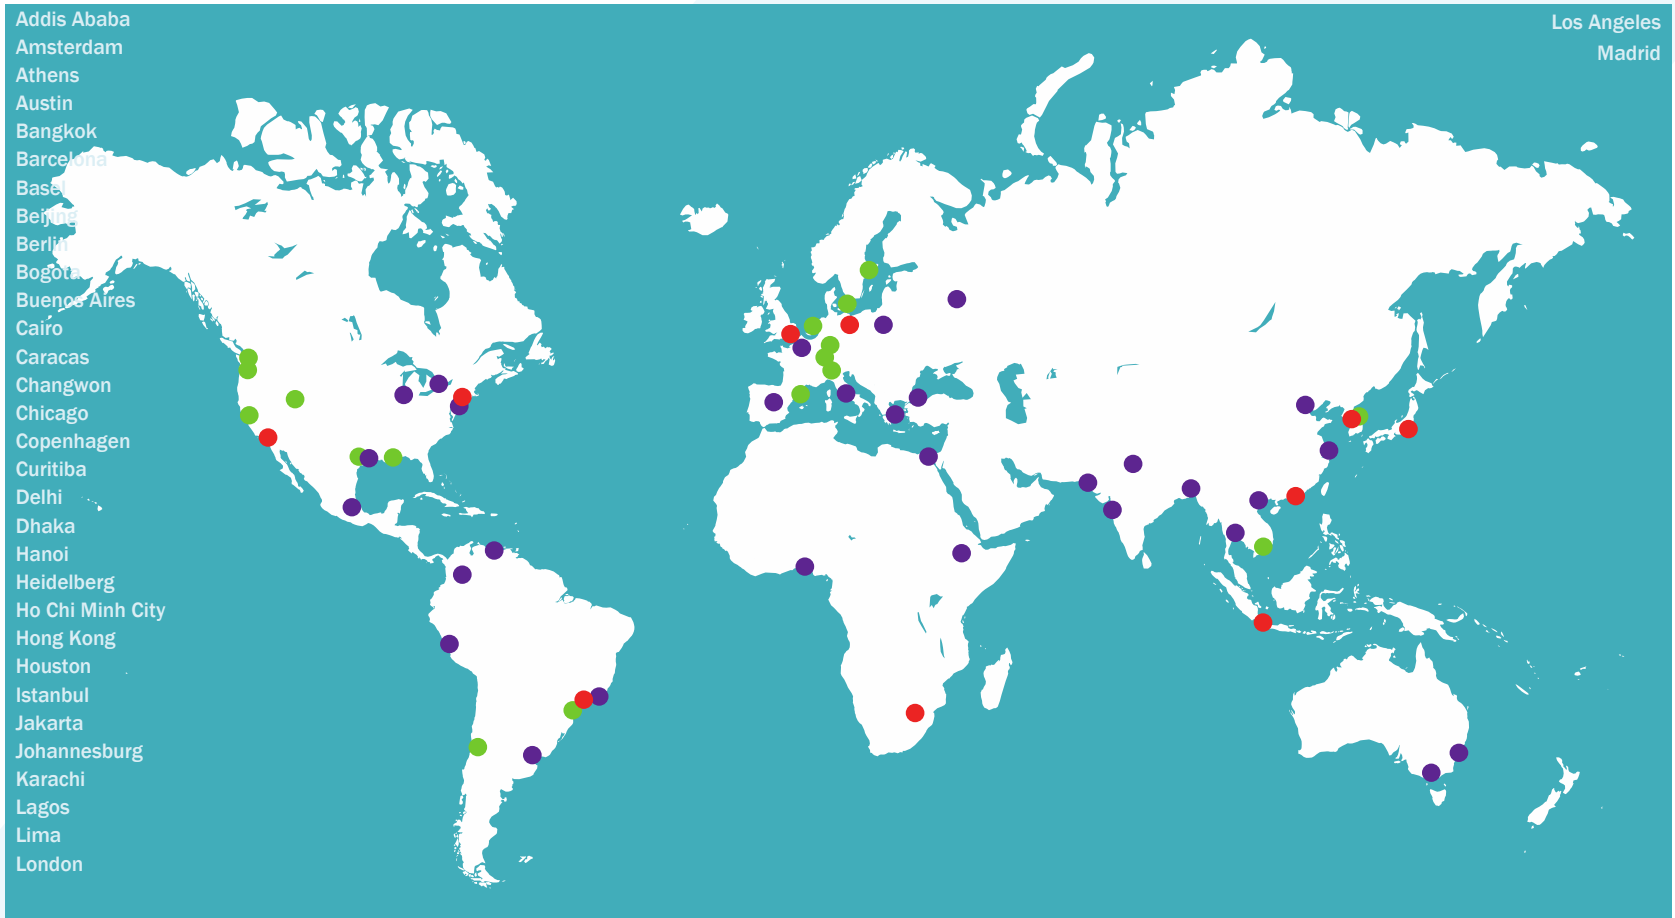 Addis Ababa
Amsterdam
Athens
Austin
Bangkok
Barcelona
Basel
Beijing
Berlin
Bogota
Buenos Aires
Cairo
Caracas
Changwon
Chicago
Copenhagen
Curitiba
Delhi
Dhaka
Hanoi
Heidelberg
Ho Chi Minh City
Hong Kong
Houston
Istanbul
Jakarta
Johannesburg
Karachi
Lagos
Lima
London
Los Angeles
Madrid